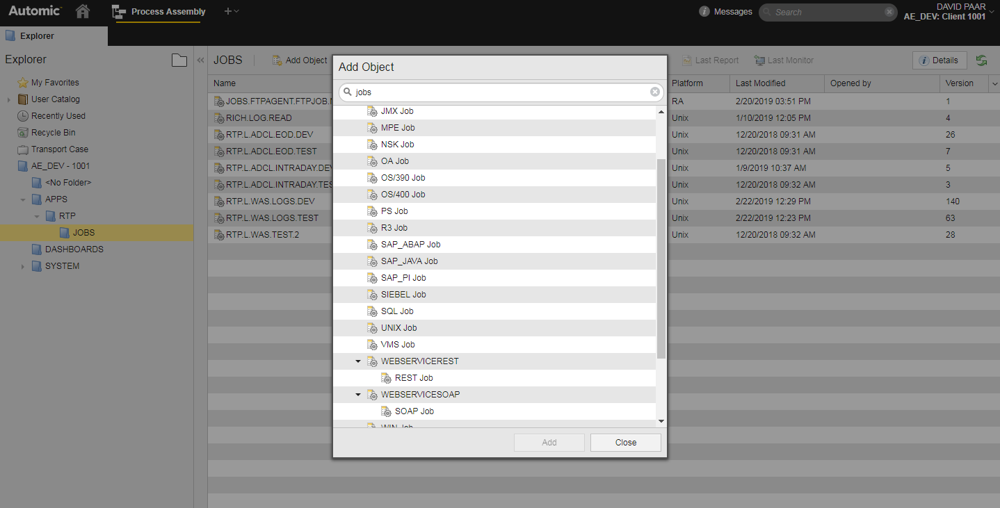 Automic™
Process Assembly
Messages
Search
DAVID PAAR
AE_DEV: Client 1001
Explorer
Explorer
My Favorites
User Catalog
Recently Used
Recycle Bin
Transport Case
AE_DEV - 1001
<No Folder>
APPS
RTP
JOBS
DASHBOARDS
SYSTEM
JOBS
Add Object
Last Report
Last Monitor
Details
Name
Platform
Last Modified
Opened by
Version
JOBS.FTPAGENT.FTPJOB. RA 2/20/2019 03:51 PM 1
RICH.LOG.READ Unix 1/10/2019 12:05 PM 4
RTP.L.ADCL.EOD.DEV Unix 12/20/2018 09:31 AM 26
RTP.L.ADCL.EOD.TEST Unix 12/20/2018 09:31 AM 7
RTP.L.ADCL.INTRADAY.DEV Unix 1/9/2019 10:37 AM 5
RTP.L.ADCL.INTRADAY.TES Unix 12/20/2018 09:32 AM 3
RTP.L.WAS.LOGS.DEV Unix 2/22/2019 12:29 PM 140
RTP.L.WAS.LOGS.TEST Unix 2/22/2019 12:23 PM 63
RTP.L.WAS.TEST.2 Unix 12/20/2018 09:32 AM 28
Add Object
jobs
JMX Job
MPE Job
NSK Job
OA Job
OS/390 Job
OS/400 Job
PS Job
R3 Job
SAP_ABAP Job
SAP_JAVA Job
SAP_PI Job
SIEBEL Job
SQL Job
UNIX Job
VMS Job
WEBSERVICEREST
REST Job
WEBSERVICESOAP
SOAP Job
WIN Job
Add
Close